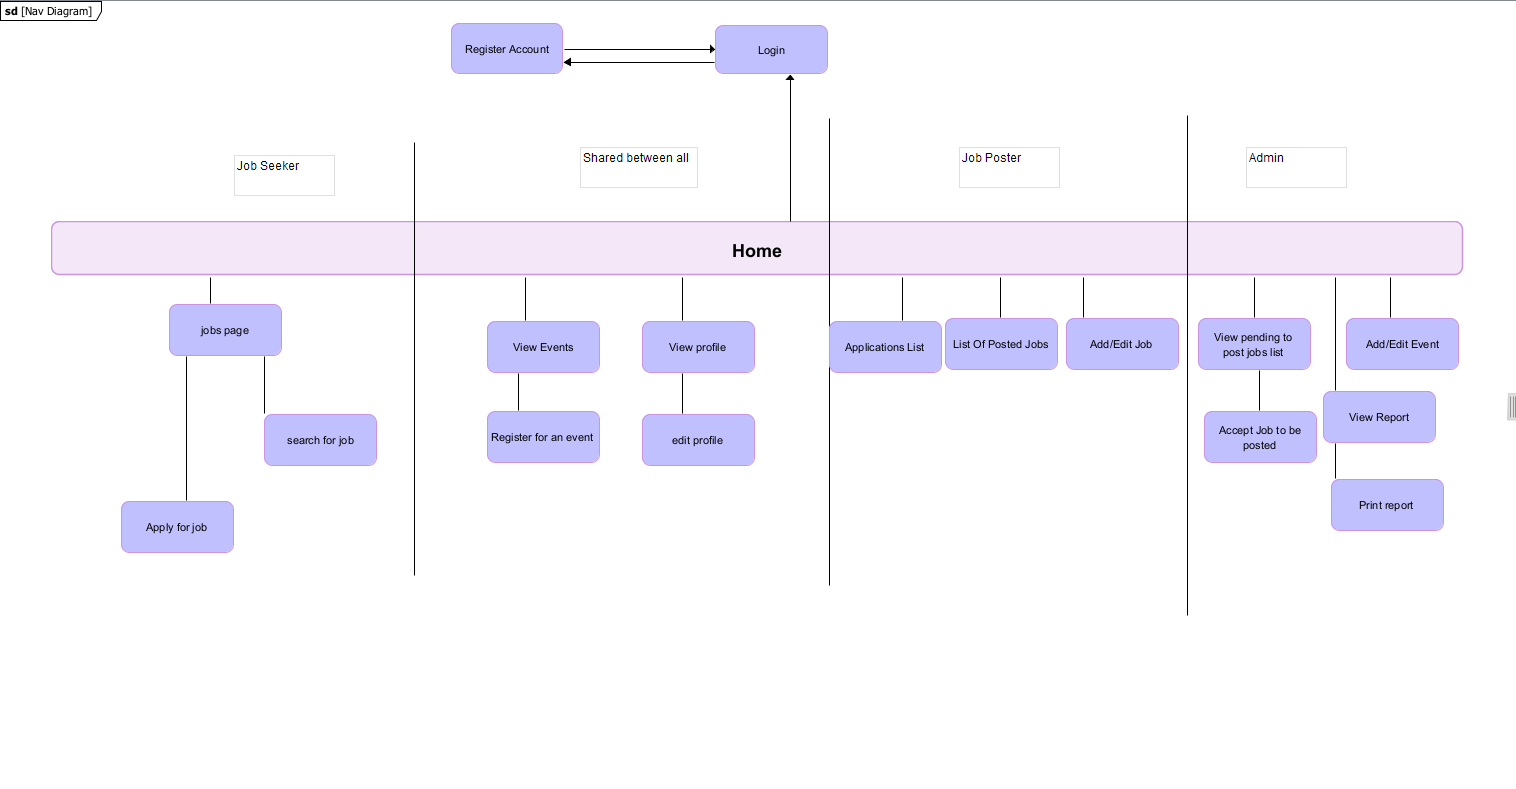 sd [Nav Diagram]
Register Account
Login
Job Seeker
Shared between all
Job Poster
Admin
Home
jobs page
View Events
View profile
Applications List
List Of Posted Jobs
Add/Edit Job
View pending to
post jobs list
Add/Edit Event
search for job
Register for an event
edit profile
Accept Job to be
posted
View Report
Apply for job
Print report